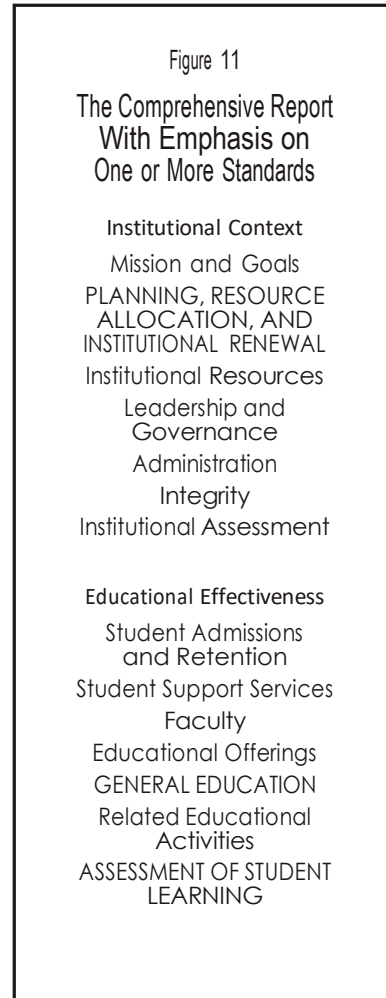 Figure 11
The Comprehensive Report
With Emphasis on
One or More Standards
Institutional Context
Mission and Goals
PLANNING, RESOURCE
ALLOCATION, AND
INSTITUTIONAL RENEWAL
Institutional Resources
Leadership and
Governance
Administration
Integrity
Institutional Assessment
Educational Effectiveness
Student Admissions
and Retention
Student Support Services
Faculty
Educational Offerings
GENERAL EDUCATION
Related Educational
Activities
ASSESSMENT OF STUDENT
LEARNING